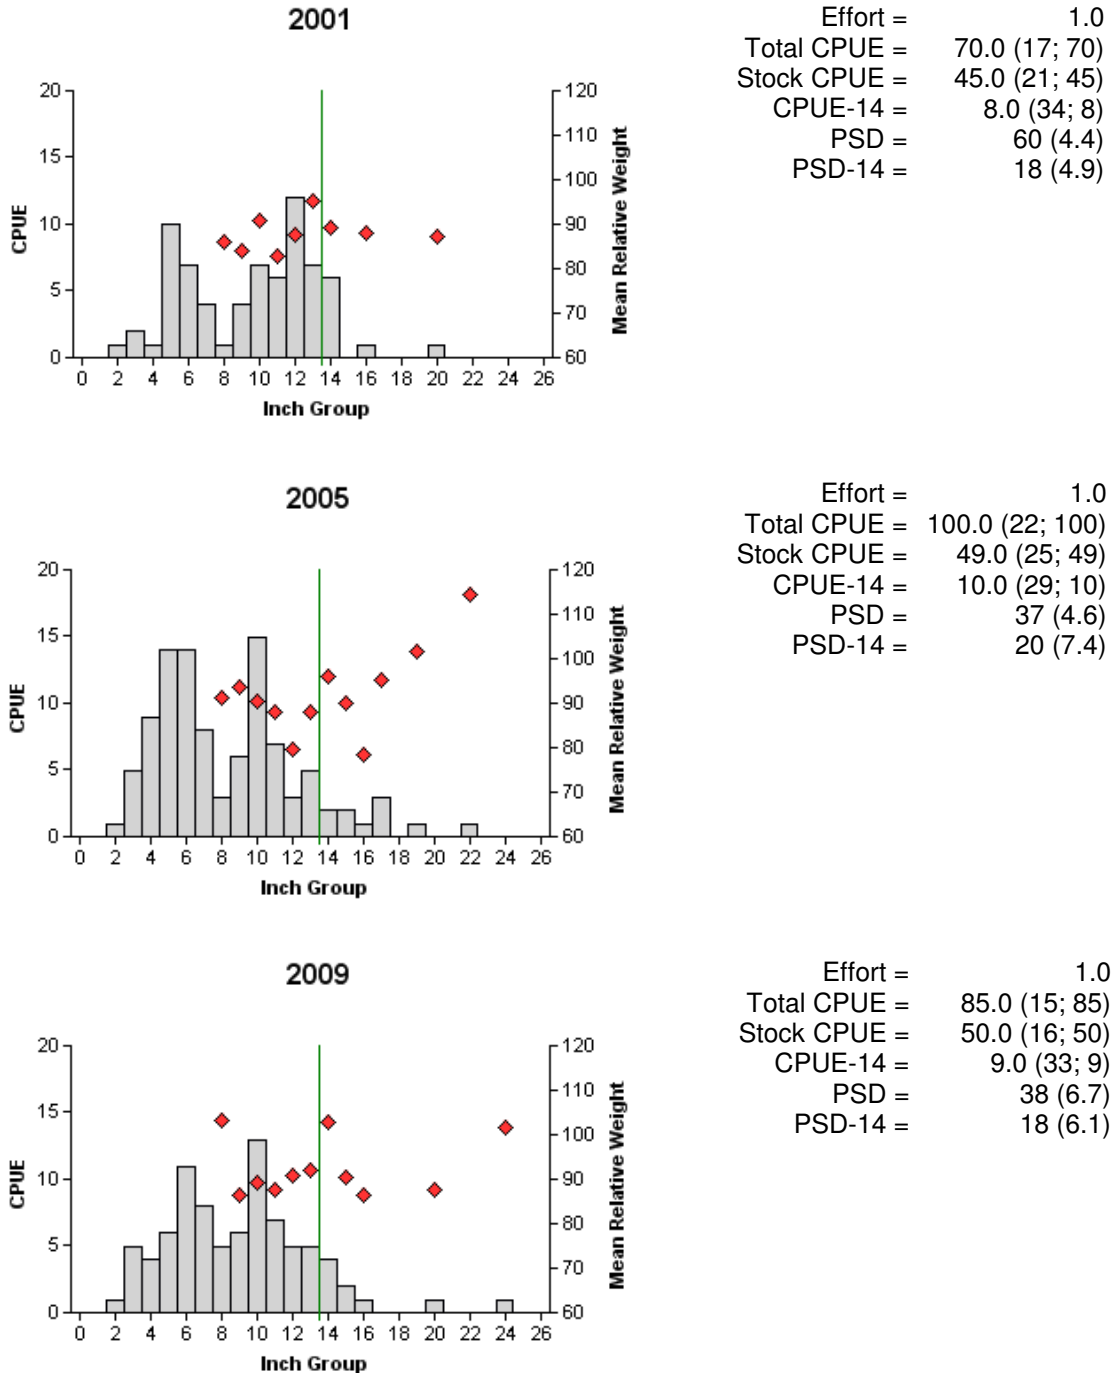 2001
Effort = 1.0
Total CPUE = 70.0 (17; 70)
Stock CPUE = 45.0 (21; 45)
CPUE-14 = 8.0 (34; 8)
PSD = 60 (4.4)
PSD-14 = 18 (4.9)
20 120
110
15 100
10 90
80
5 70
0 60
CPUE
Mean Relative Weight
0 2 4 6 8 10 12 14 16 18 20 22 24 26
Inch Group
2005
Effort = 1.0
Total CPUE = 100.0 (22; 100)
Stock CPUE = 49.0 (25; 49)
CPUE-14 = 10.0 (29; 10)
PSD = 37 (4.6)
PSD-14 = 20 (7.4)
20 120
110
15 100
10 90
80
5 70
0 60
CPUE
Mean Relative Weight
0 2 4 6 8 10 12 14 16 18 20 22 24 26
Inch Group
2009
Effort = 1.0
Total CPUE = 85.0 (15; 85)
Stock CPUE = 50.0 (16; 50)
CPUE-14 = 9.0 (33; 9)
PSD = 38 (6.7)
PSD-14 = 18 (6.1)
20 120
110
15 100
10 90
80
5 70
0 60
CPUE
Mean Relative Weight
0 2 4 6 8 10 12 14 16 18 20 22 24 26
Inch Group